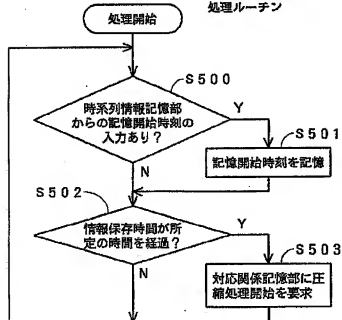 処理ルーチン
処理開始
S500
時系列情報記憶部
からの記憶開始時刻の
入力あり?
Y
S501
記憶開始時刻を記憶
N
S502
情報保存時間が所
定の時間を経過?
Y
S503
対応関係記憶部に圧
縮処理開始を要求
N